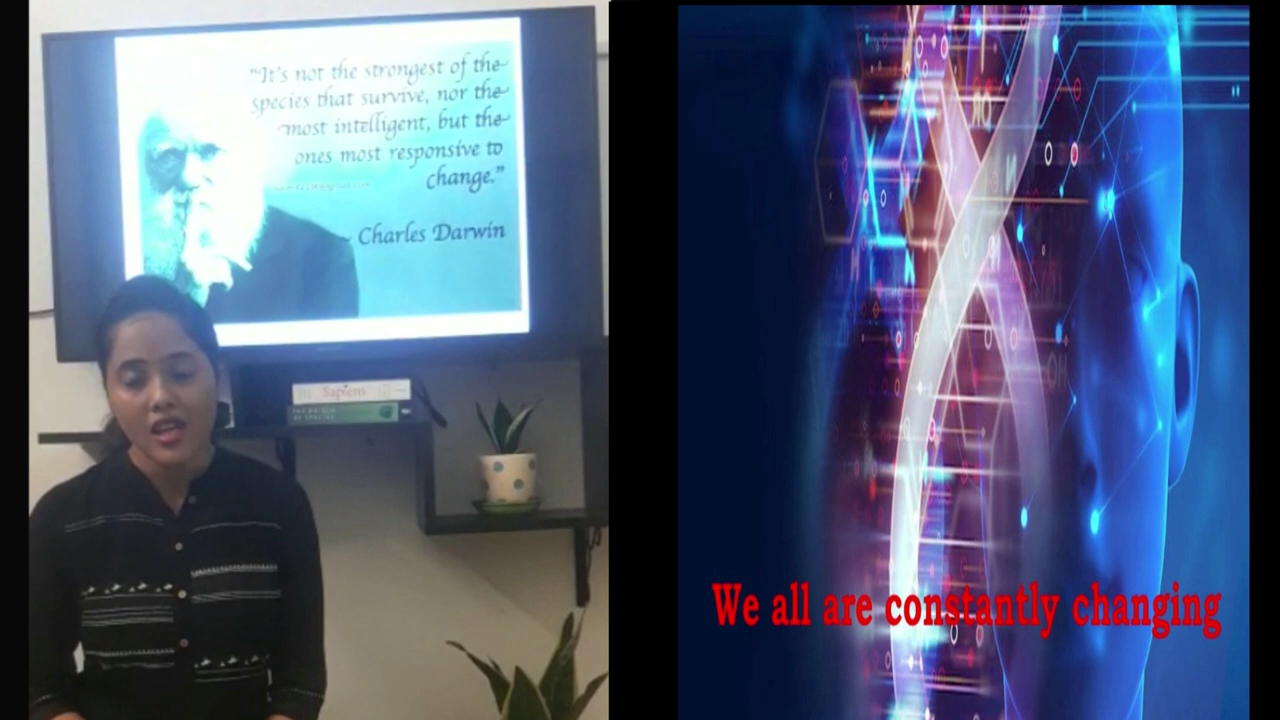 "It's not the strongest of the
species that survive, nor the
most intelligent, but the
ones most responsive to
change."
~ Charles Darwin
Sapiens
We all are constantly changing